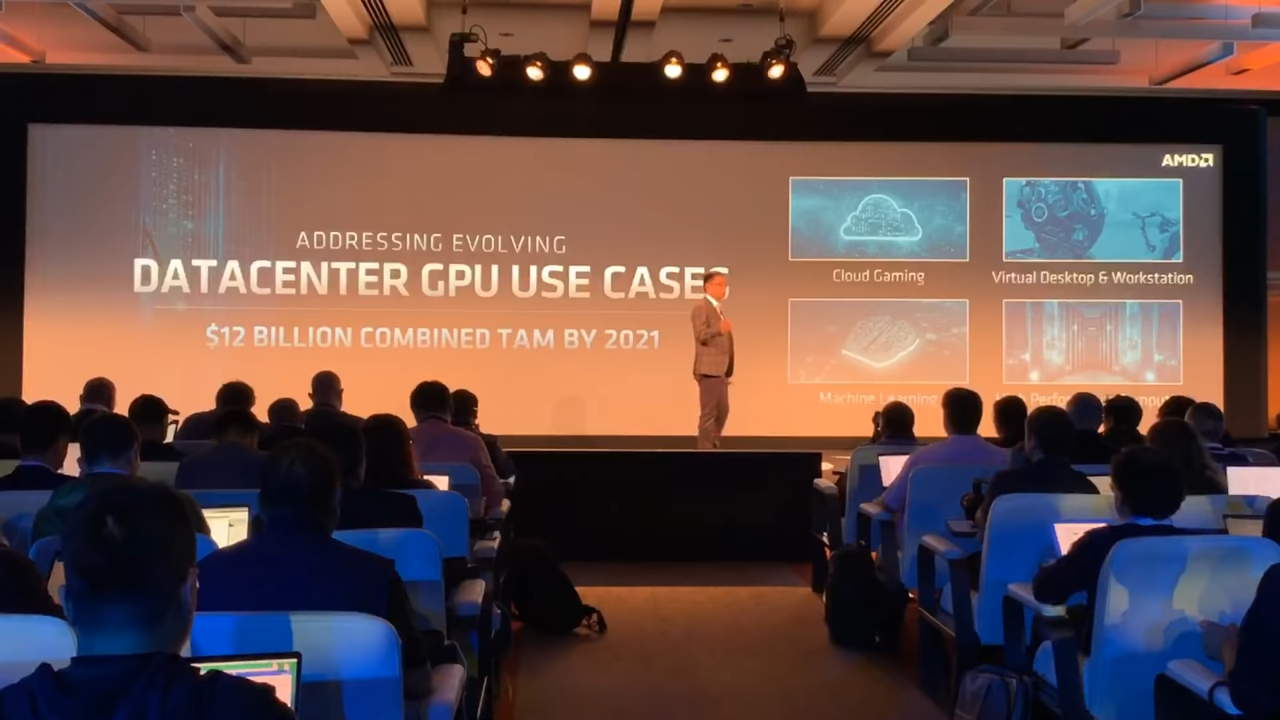 AMD
ADDRESSING EVOLVING
DATACENTER GPU USE CASES
$12 BILLION COMBINED TAM BY 2021
Cloud Gaming
Virtual Desktop & Workstation
Machine Learning